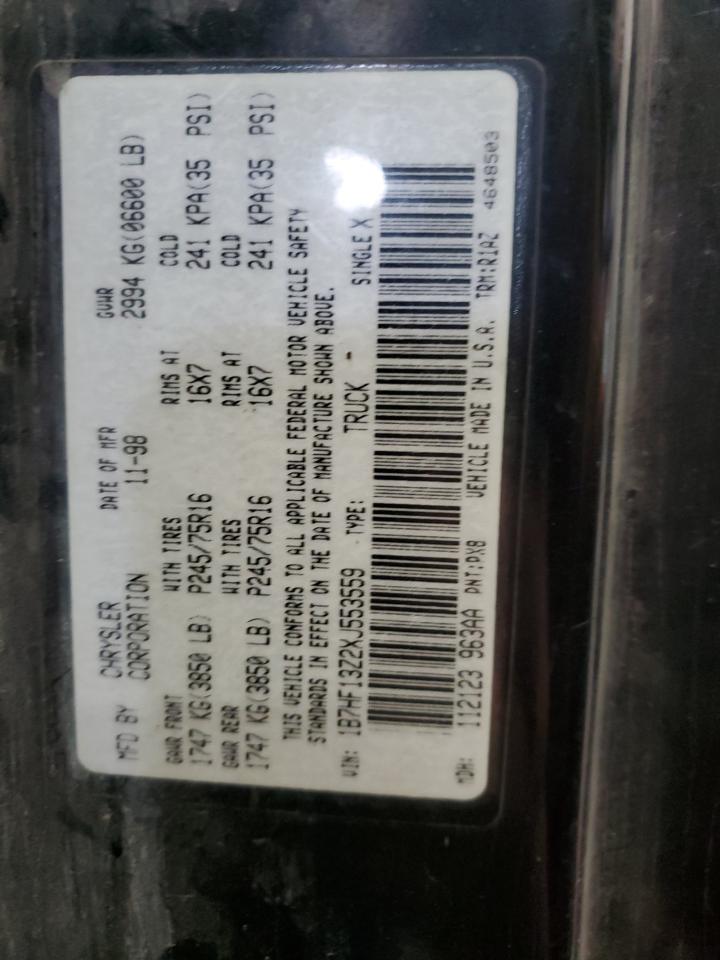 MFD BY CHRYSLER CORPORATION DATE OF MFR 11-98 GVWR 2994 KG(06600 LB)
GAWR FRONT WITH TIRES RIMS AT COLD
1747 KG(3850 LB) P245/75R16 16X7 241 KPA(35 PSI)
GAWR REAR WITH TIRES RIMS AT COLD
1747 KG(3850 LB) P245/75R16 16X7 241 KPA(35 PSI)
THIS VEHICLE CONFORMS TO ALL APPLICABLE FEDERAL MOTOR VEHICLE SAFETY
STANDARDS IN EFFECT ON THE DATE OF MANUFACTURE SHOWN ABOVE.
VIN: 1B7HF13Z2XJ553559 TYPE: TRUCK SINGLE X
MDH: 112123 963AA PNT:PX8 VEHICLE MADE IN U.S.A. TRM:R1AZ 4648503